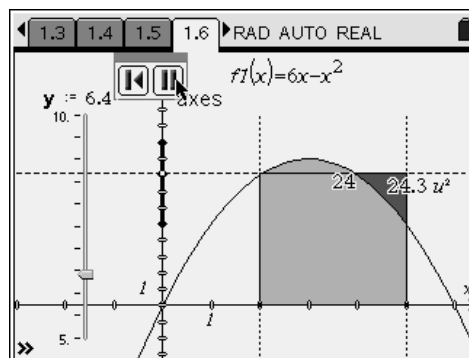 1.3 1.4 1.5 1.6 RAD AUTO REAL
f1(x)=6x-x²
y := 6.4 axes
10.
24 24.3 u²
x
1
1
5.